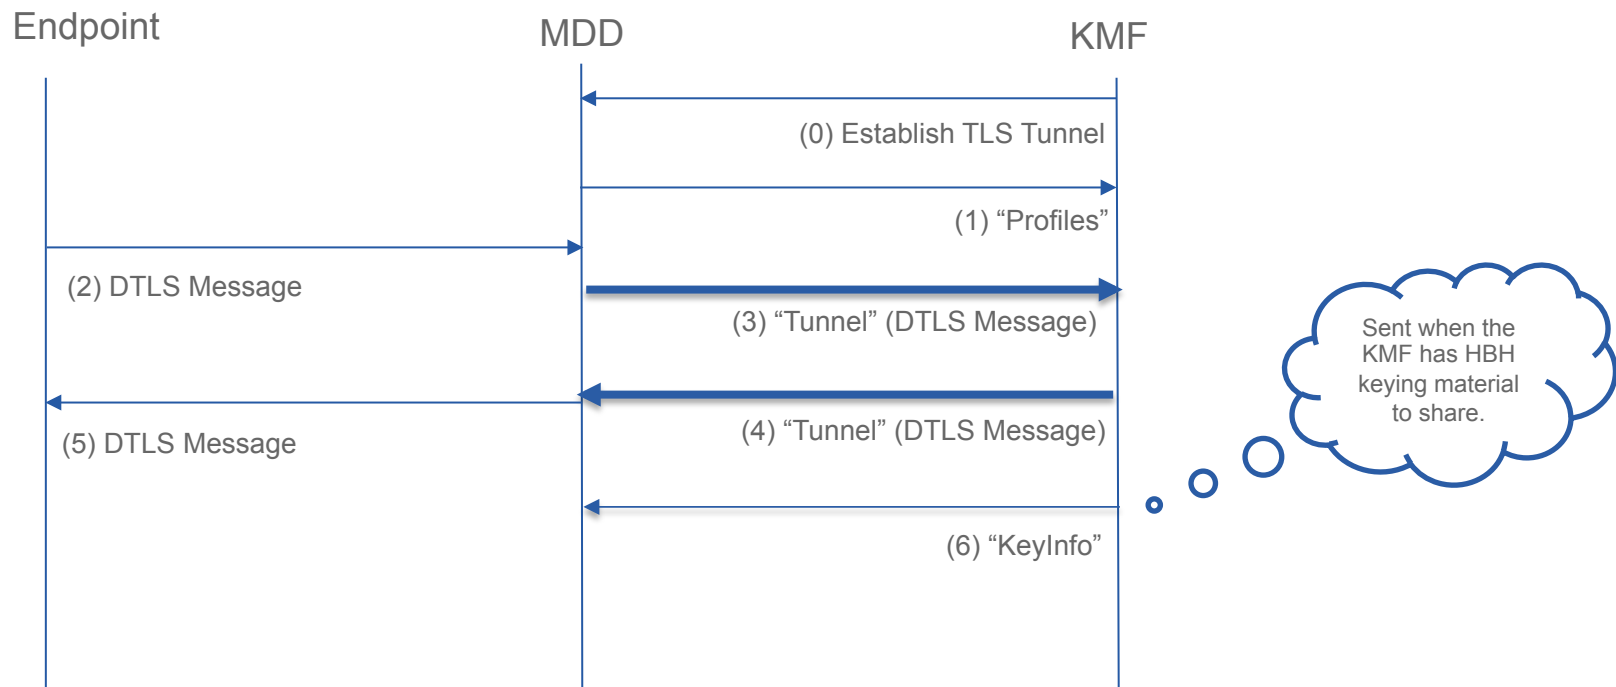 Endpoint
MDD
KMF
(0) Establish TLS Tunnel
(1) “Profiles”
(2) DTLS Message
(3) “Tunnel” (DTLS Message)
Sent when the
KMF has HBH
keying material
to share.
(4) “Tunnel” (DTLS Message)
(5) DTLS Message
(6) “KeyInfo”